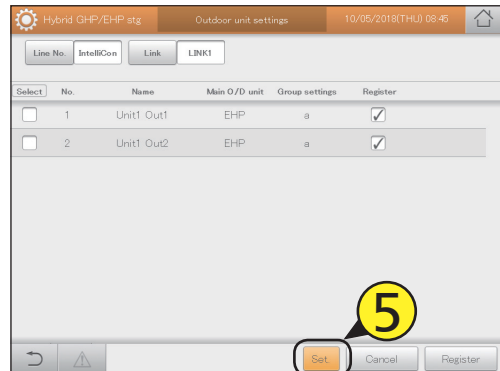 Hybrid GHP/EHP stg Outdoor unit settings 10/05/2018(THU) 08:45
Line No. IntelliCon Link LINK1
Select No. Name Main O/D unit Group settings Register
1 Unit1 Out1 EHP a
2 Unit1 Out2 EHP a
5
Set. Cancel Register